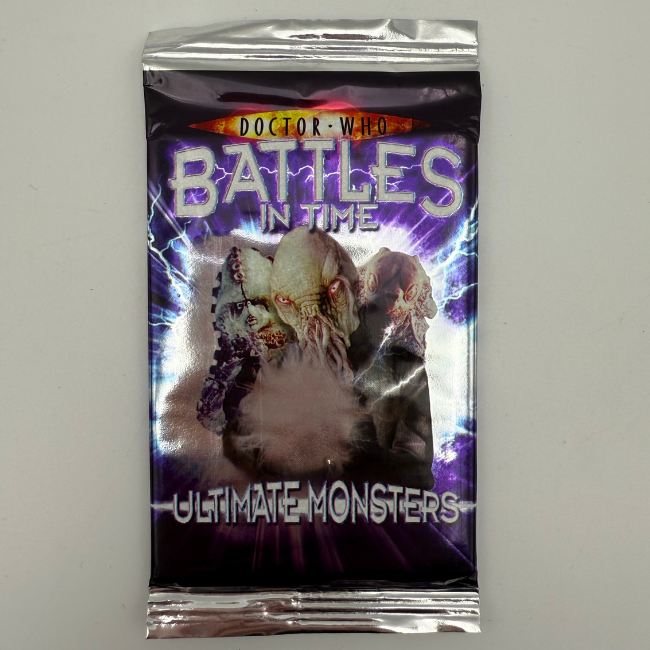 DOCTOR · WHO
BATTLES
IN TIME
ULTIMATE MONSTERS